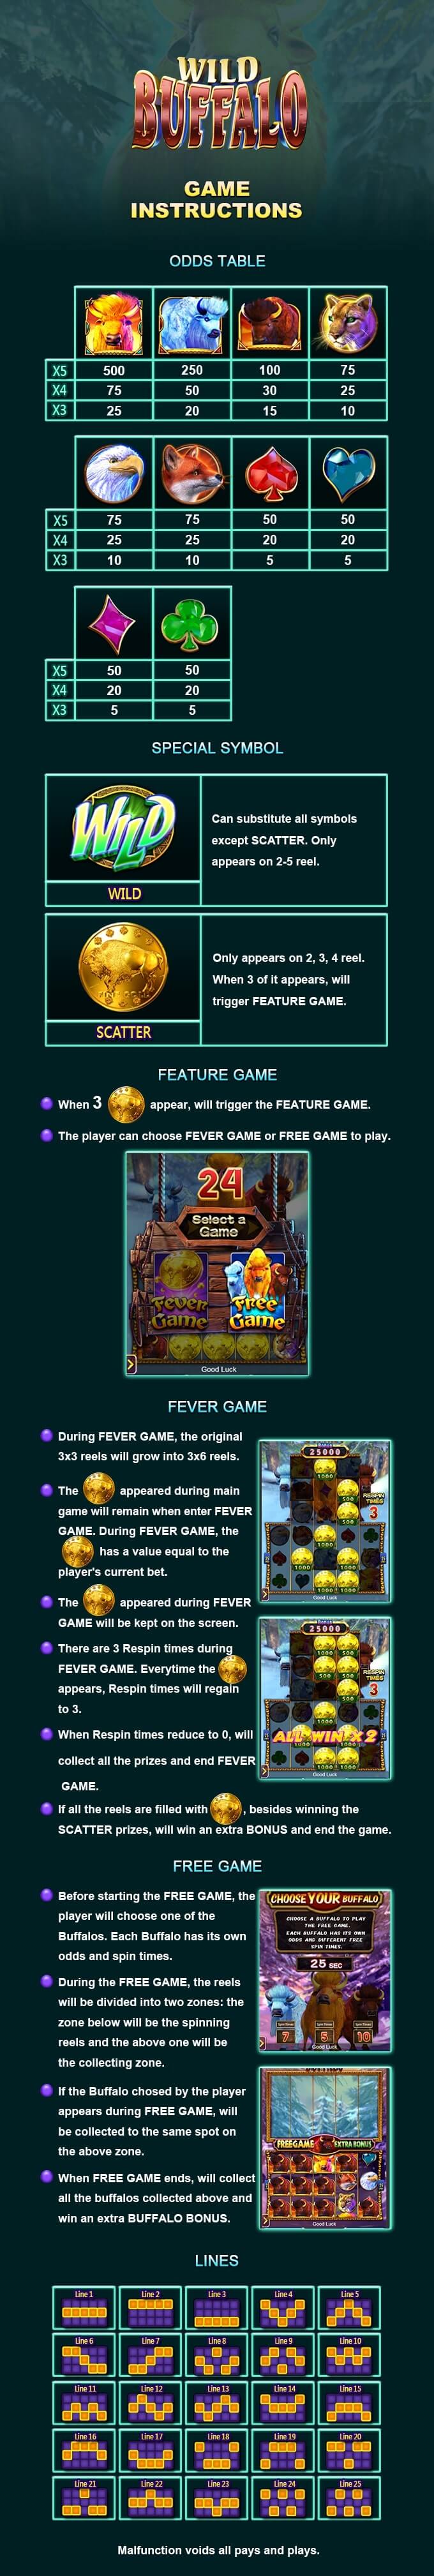 WILD
BUFFALO
GAME
INSTRUCTIONS
ODDS TABLE
X5 500 250 100 75
X4 75 50 30 25
X3 25 20 15 10
X5 75 75 50 50
X4 25 25 20 20
X3 10 10 5 5
X5 50 50
X4 20 20
X3 5 5
SPECIAL SYMBOL
WILD
Can substitute all symbols
except SCATTER. Only
appears on 2-5 reel.
WILD
Only appears on 2, 3, 4 reel.
When 3 of it appears, will
trigger FEATURE GAME.
SCATTER
FEATURE GAME
When 3 appear, will trigger the FEATURE GAME.
The player can choose FEVER GAME or FREE GAME to play.
24
Select a
Game
Fever
Game
Free
Game
Good Luck
FEVER GAME
During FEVER GAME, the original
3x3 reels will grow into 3x6 reels.
The appeared during main
game will remain when enter FEVER
GAME. During FEVER GAME, the
has a value equal to the
player's current bet.
The appeared during FEVER
GAME will be kept on the screen.
There are 3 Respin times during
FEVER GAME. Everytime the
appears, Respin times will regain
to 3.
When Respin times reduce to 0, will
collect all the prizes and end FEVER
GAME.
If all the reels are filled with , besides winning the
SCATTER prizes, will win an extra BONUS and end the game.
25000
1000
500
RESPIN
TIMES
3
Good Luck
25000
RESPIN
TIMES
3
ALL WIN X2
Good Luck
FREE GAME
Before starting the FREE GAME, the
player will choose one of the
Buffalos. Each Buffalo has its own
odds and spin times.
During the FREE GAME, the reels
will be divided into two zones: the
zone below will be the spinning
reels and the above one will be
the collecting zone.
If the Buffalo chosed by the player
appears during FREE GAME, will
be collected to the same spot on
the above zone.
When FREE GAME ends, will collect
all the buffalos collected above and
win an extra BUFFALO BONUS.
CHOOSE YOUR BUFFALO
CHOOSE A BUFFALO TO PLAY
THE FREE GAME.
EACH BUFFALO HAS ITS OWN
ODDS AND DIFFERENT FREE
SPIN TIMES.
25 SEC
7 5 10
Good Luck
FREEGAME EXTRA BONUS
Good Luck
LINES
Line 1 Line 2 Line 3 Line 4 Line 5
Line 6 Line 7 Line 8 Line 9 Line 10
Line 11 Line 12 Line 13 Line 14 Line 15
Line 16 Line 17 Line 18 Line 19 Line 20
Line 21 Line 22 Line 23 Line 24 Line 25
Malfunction voids all pays and plays.